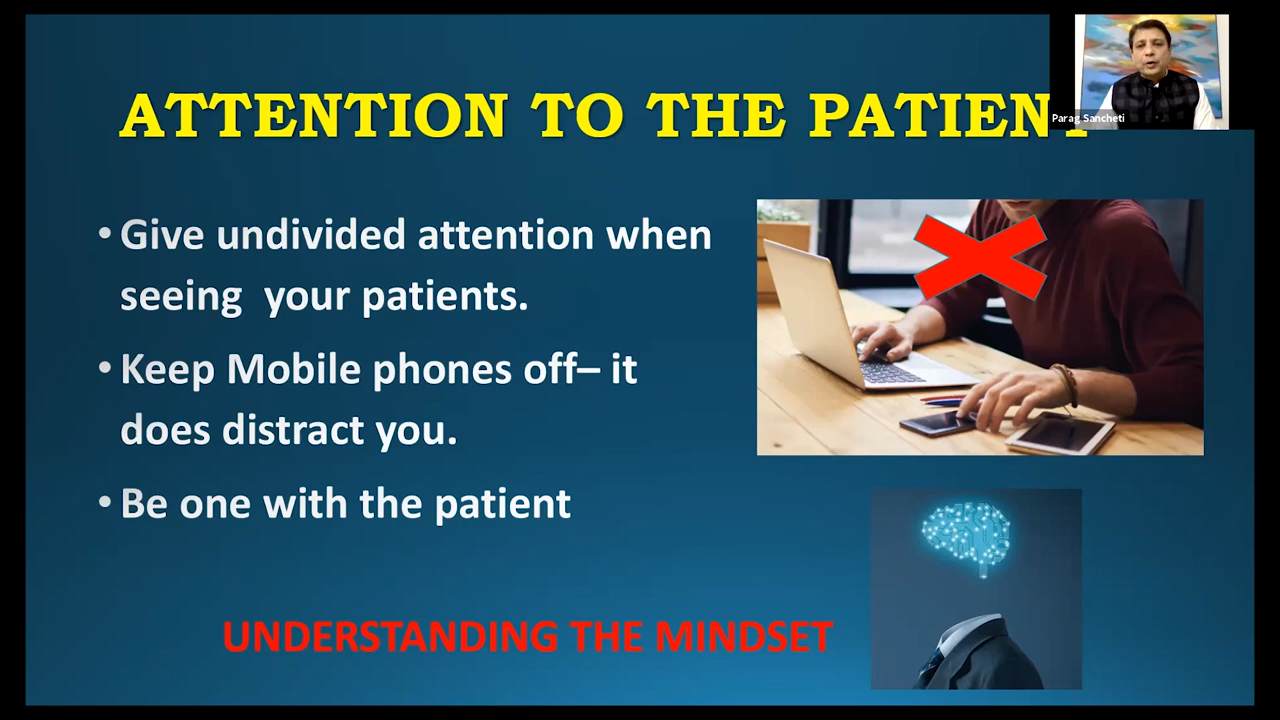 ATTENTION TO THE PATIENT
Parag Sancheti
• Give undivided attention when
seeing your patients.
• Keep Mobile phones off– it
does distract you.
• Be one with the patient
UNDERSTANDING THE MINDSET